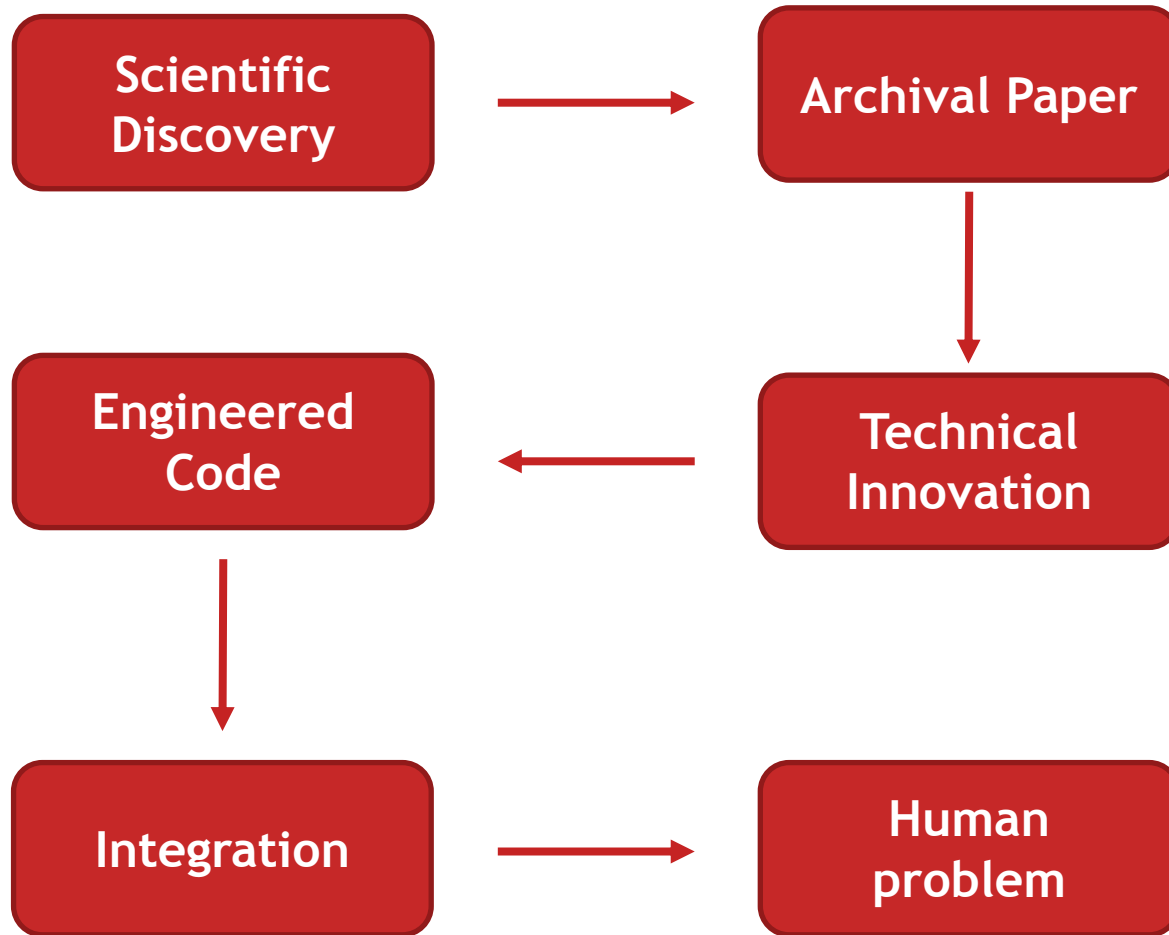 Scientific
Discovery
Archival Paper
Technical
Innovation
Engineered
Code
Integration
Human
problem